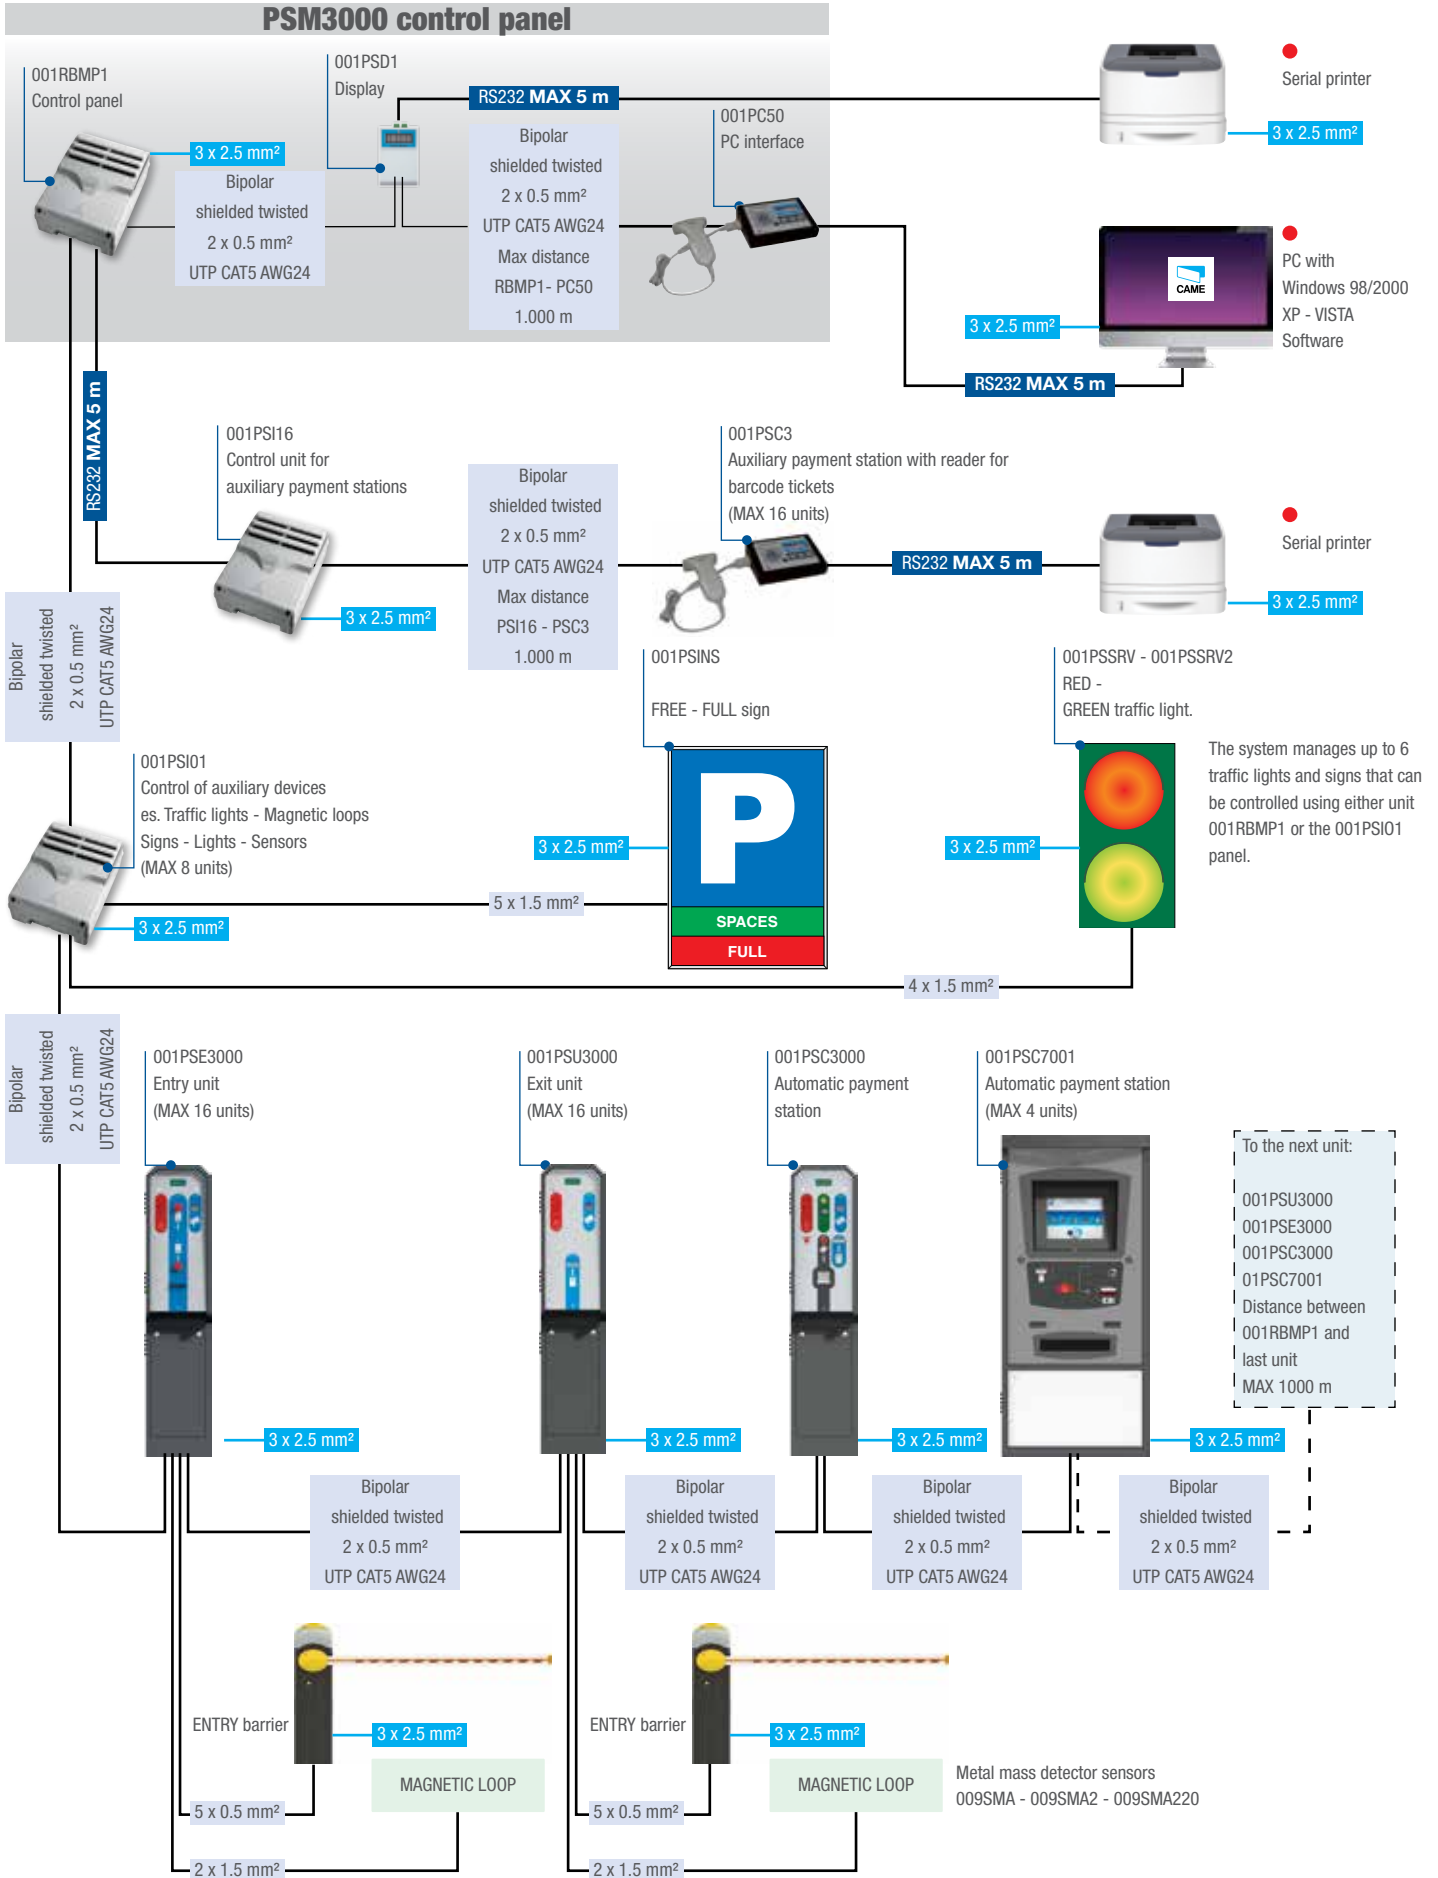 PSM3000 control panel
001RBMP1
Control panel
001PSD1
Display
RS232 MAX 5 m
Serial printer
3 x 2.5 mm²
3 x 2.5 mm²
Bipolar
shielded twisted
2 x 0.5 mm²
UTP CAT5 AWG24
Bipolar
shielded twisted
2 x 0.5 mm²
UTP CAT5 AWG24
Max distance
RBMP1- PC50
1.000 m
001PC50
PC interface
CAME
PC with
Windows 98/2000
XP - VISTA
Software
3 x 2.5 mm²
RS232 MAX 5 m
RS232 MAX 5 m
001PSI16
Control unit for
auxiliary payment stations
3 x 2.5 mm²
Bipolar
shielded twisted
2 x 0.5 mm²
UTP CAT5 AWG24
Max distance
PSI16 - PSC3
1.000 m
001PSC3
Auxiliary payment station with reader for
barcode tickets
(MAX 16 units)
RS232 MAX 5 m
Serial printer
3 x 2.5 mm²
Bipolar
shielded twisted
2 x 0.5 mm²
UTP CAT5 AWG24
001PSINS
FREE - FULL sign
001PSSRV - 001PSSRV2
RED -
GREEN traffic light.
The system manages up to 6
traffic lights and signs that can
be controlled using either unit
001RBMP1 or the 001PSIO1
panel.
001PSI01
Control of auxiliary devices
es. Traffic lights - Magnetic loops
Signs - Lights - Sensors
(MAX 8 units)
3 x 2.5 mm²
P
SPACES
FULL
3 x 2.5 mm²
5 x 1.5 mm²
3 x 2.5 mm²
4 x 1.5 mm²
Bipolar
shielded twisted
2 x 0.5 mm²
UTP CAT5 AWG24
001PSE3000
Entry unit
(MAX 16 units)
001PSU3000
Exit unit
(MAX 16 units)
001PSC3000
Automatic payment
station
001PSC7001
Automatic payment station
(MAX 4 units)
To the next unit:
001PSU3000
001PSE3000
001PSC3000
01PSC7001
Distance between
001RBMP1 and
last unit
MAX 1000 m
3 x 2.5 mm²
3 x 2.5 mm²
3 x 2.5 mm²
3 x 2.5 mm²
Bipolar
shielded twisted
2 x 0.5 mm²
UTP CAT5 AWG24
Bipolar
shielded twisted
2 x 0.5 mm²
UTP CAT5 AWG24
Bipolar
shielded twisted
2 x 0.5 mm²
UTP CAT5 AWG24
Bipolar
shielded twisted
2 x 0.5 mm²
UTP CAT5 AWG24
ENTRY barrier
3 x 2.5 mm²
MAGNETIC LOOP
5 x 0.5 mm²
2 x 1.5 mm²
ENTRY barrier
3 x 2.5 mm²
MAGNETIC LOOP
5 x 0.5 mm²
2 x 1.5 mm²
Metal mass detector sensors
009SMA - 009SMA2 - 009SMA220